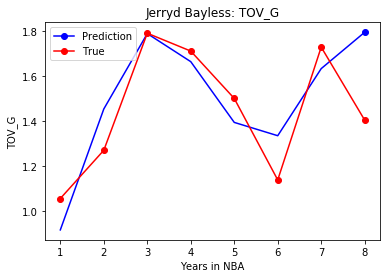 Jerryd Bayless: TOV_G
Prediction
True
1.8
1.6
1.4
1.2
1.0
TOV_G
1 2 3 4 5 6 7 8
Years in NBA